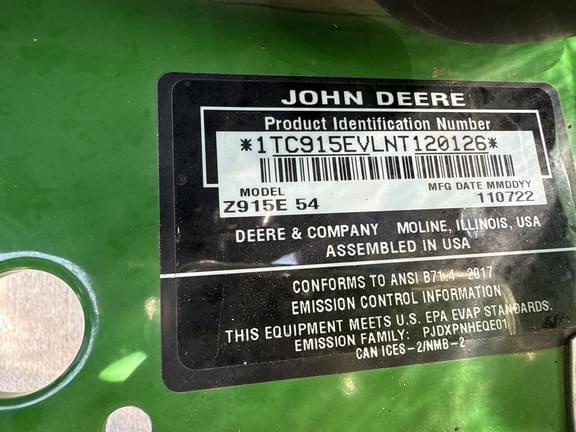 JOHN DEERE
Product Identification Number
*1TC915EVLNT120126*
MODEL MFG DATE MMDDYY
Z915E 54 110722
DEERE & COMPANY MOLINE, ILLINOIS, USA
ASSEMBLED IN USA
CONFORMS TO ANSI B71.4-2017
EMISSION CONTROL INFORMATION
THIS EQUIPMENT MEETS U.S. EPA EVAP STANDARDS.
EMISSION FAMILY: PJDXPNHEQE01
CAN ICES-2/NMB-2